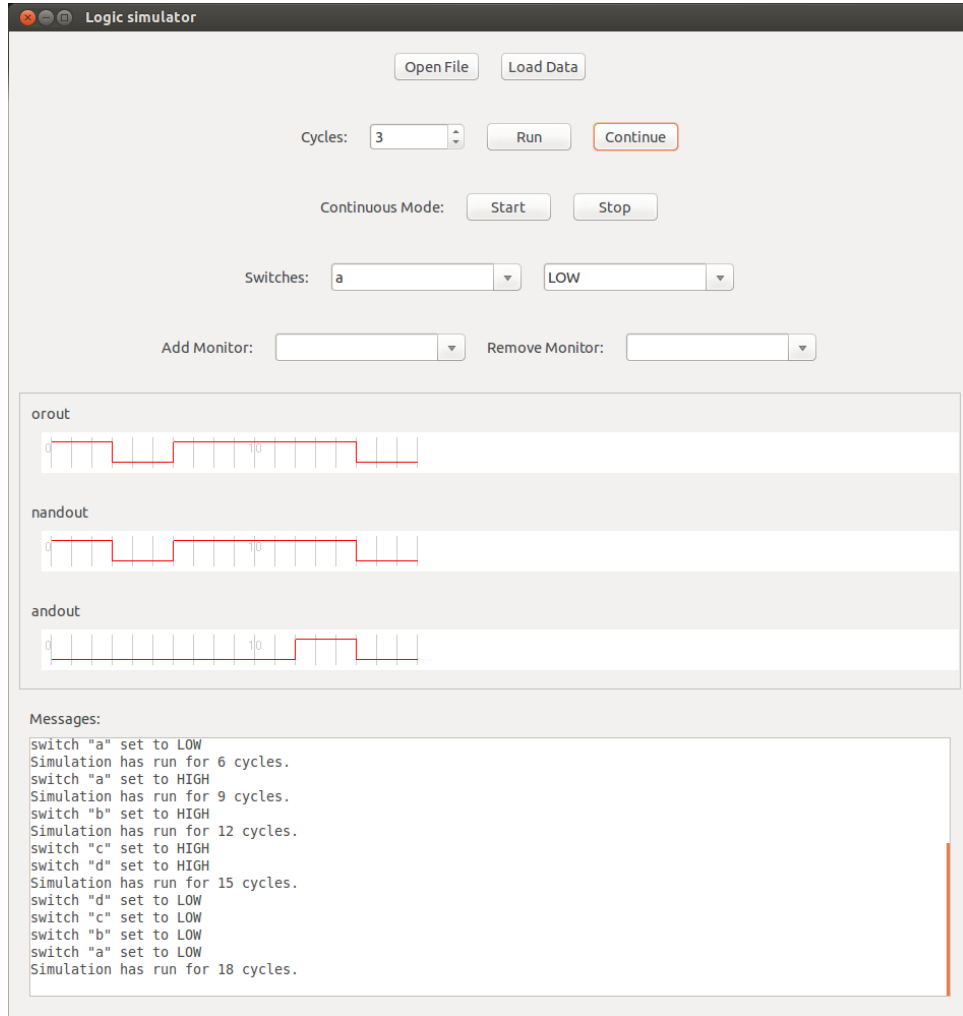 Logic simulator
Open File Load Data
Cycles: 3 Run Continue
Continuous Mode: Start Stop
Switches: a LOW
Add Monitor: Remove Monitor:
orout
0 10
nandout
0 10
andout
0 10
Messages:
switch "a" set to LOW
Simulation has run for 6 cycles.
switch "a" set to HIGH
Simulation has run for 9 cycles.
switch "b" set to HIGH
Simulation has run for 12 cycles.
switch "c" set to HIGH
switch "d" set to HIGH
Simulation has run for 15 cycles.
switch "d" set to LOW
switch "c" set to LOW
switch "b" set to LOW
switch "a" set to LOW
Simulation has run for 18 cycles.